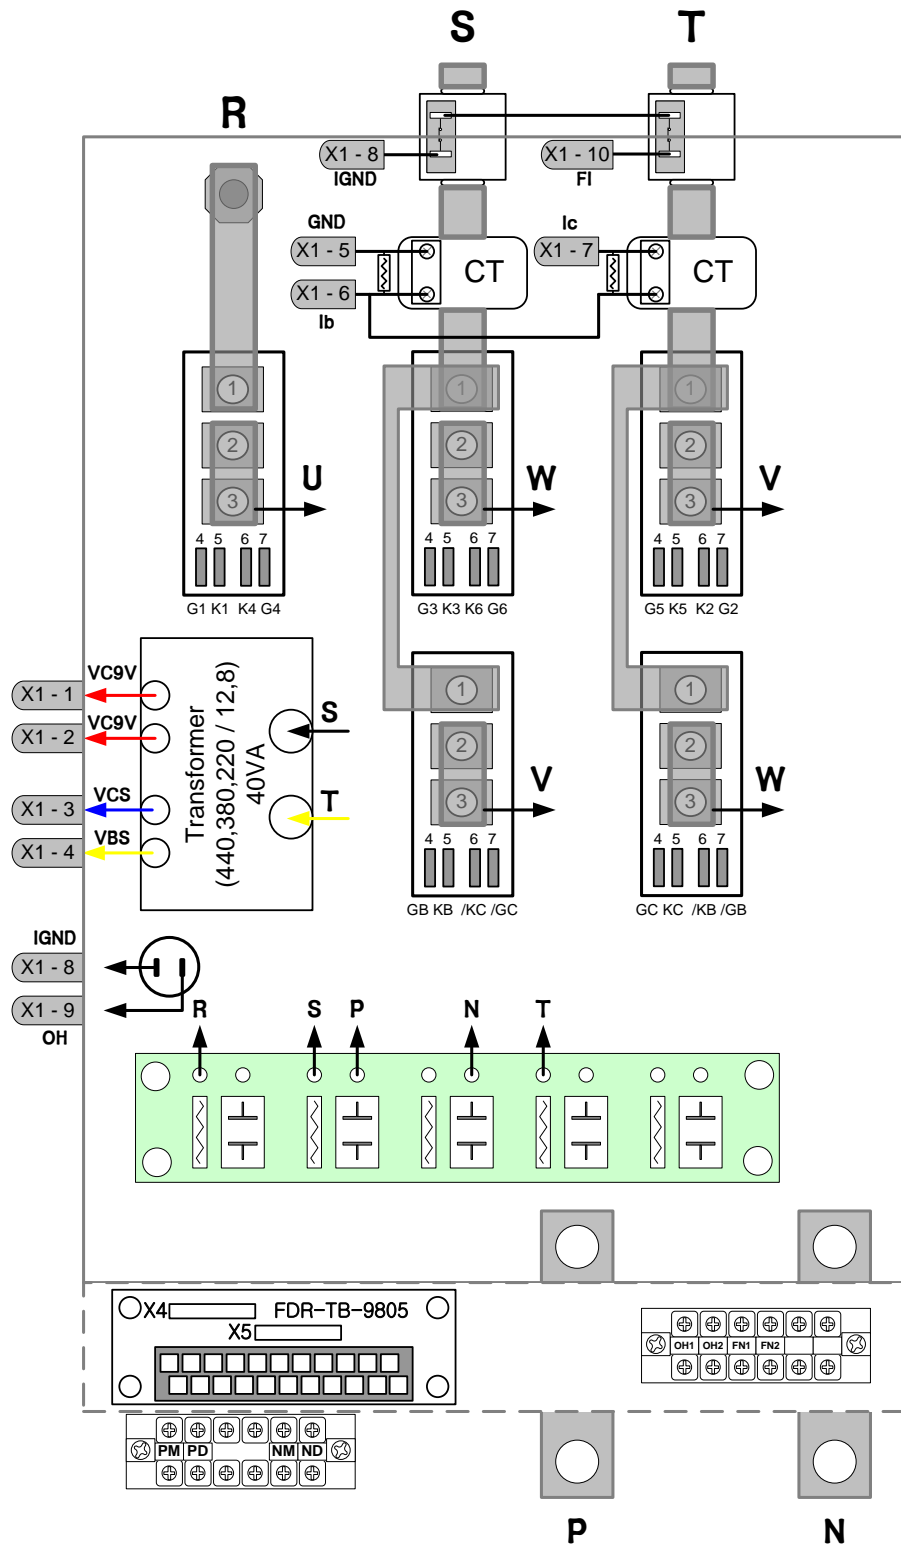 S T
R
X1 - 8
IGND
X1 - 10
FI
GND
X1 - 5
Ic
X1 - 7
CT
CT
X1 - 6
Ib
1
1
1
2
2
2
3
U
3
W
3
V
4 5 6 7
4 5 6 7
4 5 6 7
G1 K1 K4 G4
G3 K3 K6 G6
G5 K5 K2 G2
X1 - 1
VC9V
X1 - 2
VC9V
X1 - 3
VCS
X1 - 4
VBS
Transformer
(440,380,220 / 12,8)
40VA
S
T
1
1
2
2
3
V
3
W
4 5 6 7
4 5 6 7
GB KB /KC /GC
GC KC /KB /GB
IGND
X1 - 8
X1 - 9
OH
R S P N T
X4 FDR-TB-9805
X5
OH1 OH2 FN1 FN2
PM PD NM ND
P N